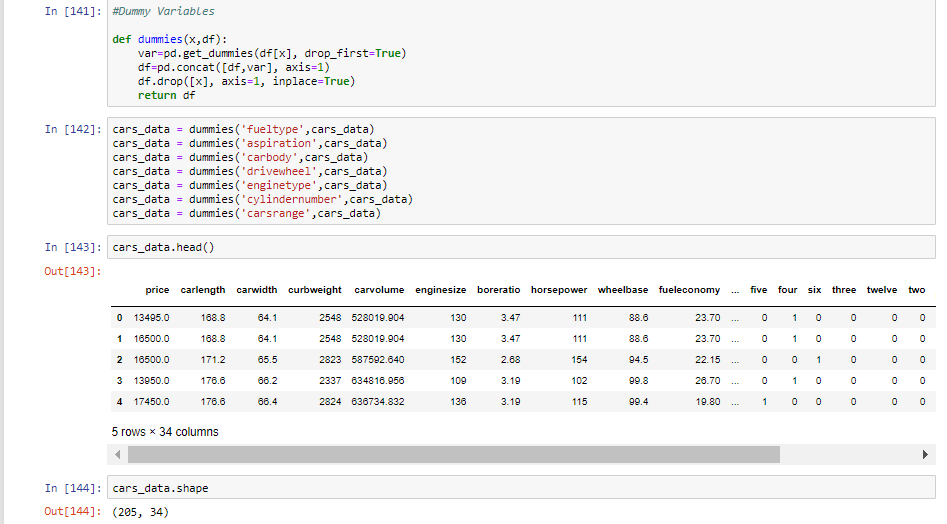 In [141]: #Dummy Variables
def dummies(x,df):
    var=pd.get_dummies(df[x], drop_first=True)
    df=pd.concat([df,var], axis=1)
    df.drop([x], axis=1, inplace=True)
    return df
In [142]: cars_data = dummies('fueltype',cars_data)
cars_data = dummies('aspiration',cars_data)
cars_data = dummies('carbody',cars_data)
cars_data = dummies('drivewheel',cars_data)
cars_data = dummies('enginetype',cars_data)
cars_data = dummies('cylindernumber',cars_data)
cars_data = dummies('carsrange',cars_data)
In [143]: cars_data.head()
Out[143]:
price carlength carwidth curbweight carvolume enginesize boreratio horsepower wheelbase fueleconomy ... five four six three twelve two
0 13495.0 168.8 64.1 2548 528019.904 130 3.47 111 88.6 23.70 ... 0 1 0 0 0 0
1 16500.0 168.8 64.1 2548 528019.904 130 3.47 111 88.6 23.70 ... 0 1 0 0 0 0
2 16500.0 171.2 65.5 2823 587592.640 152 2.68 154 94.5 22.15 ... 0 0 1 0 0 0
3 13950.0 176.6 66.2 2337 634816.956 109 3.19 102 99.8 26.70 ... 0 1 0 0 0 0
4 17450.0 176.6 66.4 2824 636734.832 136 3.19 115 99.4 19.80 ... 1 0 0 0 0 0
5 rows × 34 columns
In [144]: cars_data.shape
Out[144]: (205, 34)